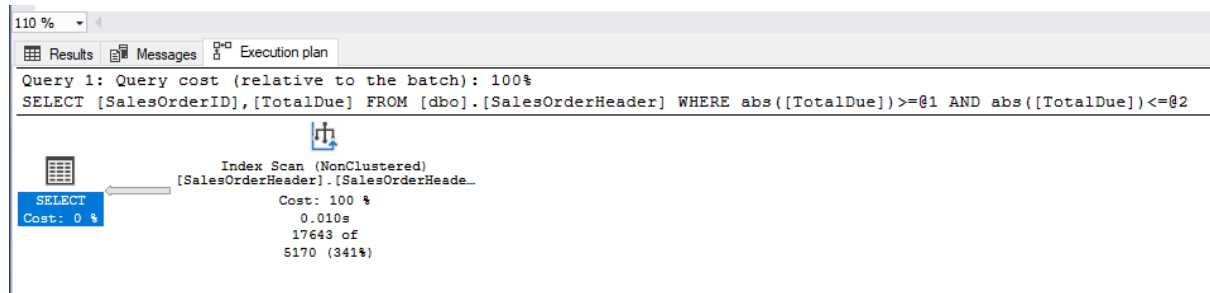 110 %
Results Messages Execution plan
Query 1: Query cost (relative to the batch): 100%
SELECT [SalesOrderID],[TotalDue] FROM [dbo].[SalesOrderHeader] WHERE abs([TotalDue])>=@1 AND abs([TotalDue])<=@2
Index Scan (NonClustered)
[SalesOrderHeader].[SalesOrderHeade…
Cost: 100 %
0.010s
17643 of
5170 (341%)
SELECT
Cost: 0 %